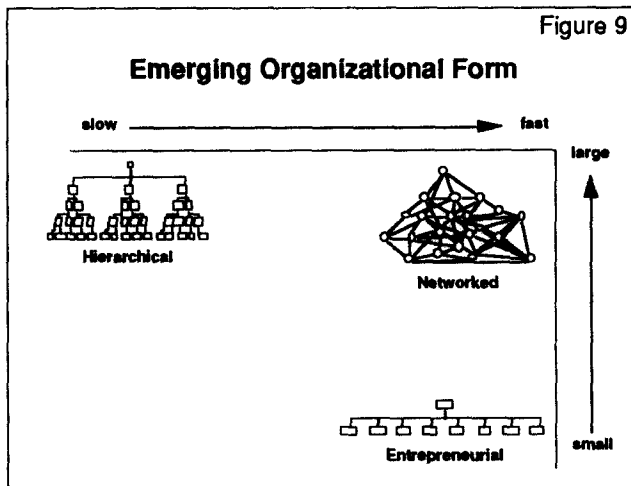 Figure 9
Emerging Organizational Form
slow fast
large
Hierarchical
Networked
small
Entrepreneurial